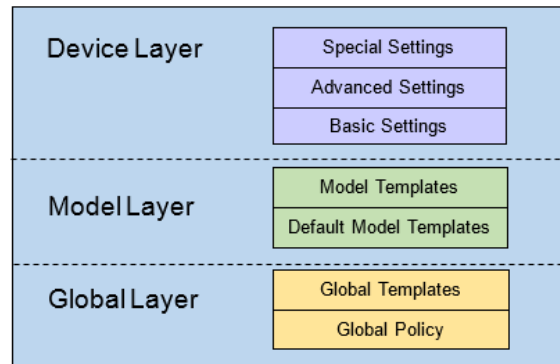 Device Layer
Special Settings
Advanced Settings
Basic Settings
Model Layer
Model Templates
Default Model Templates
Global Layer
Global Templates
Global Policy